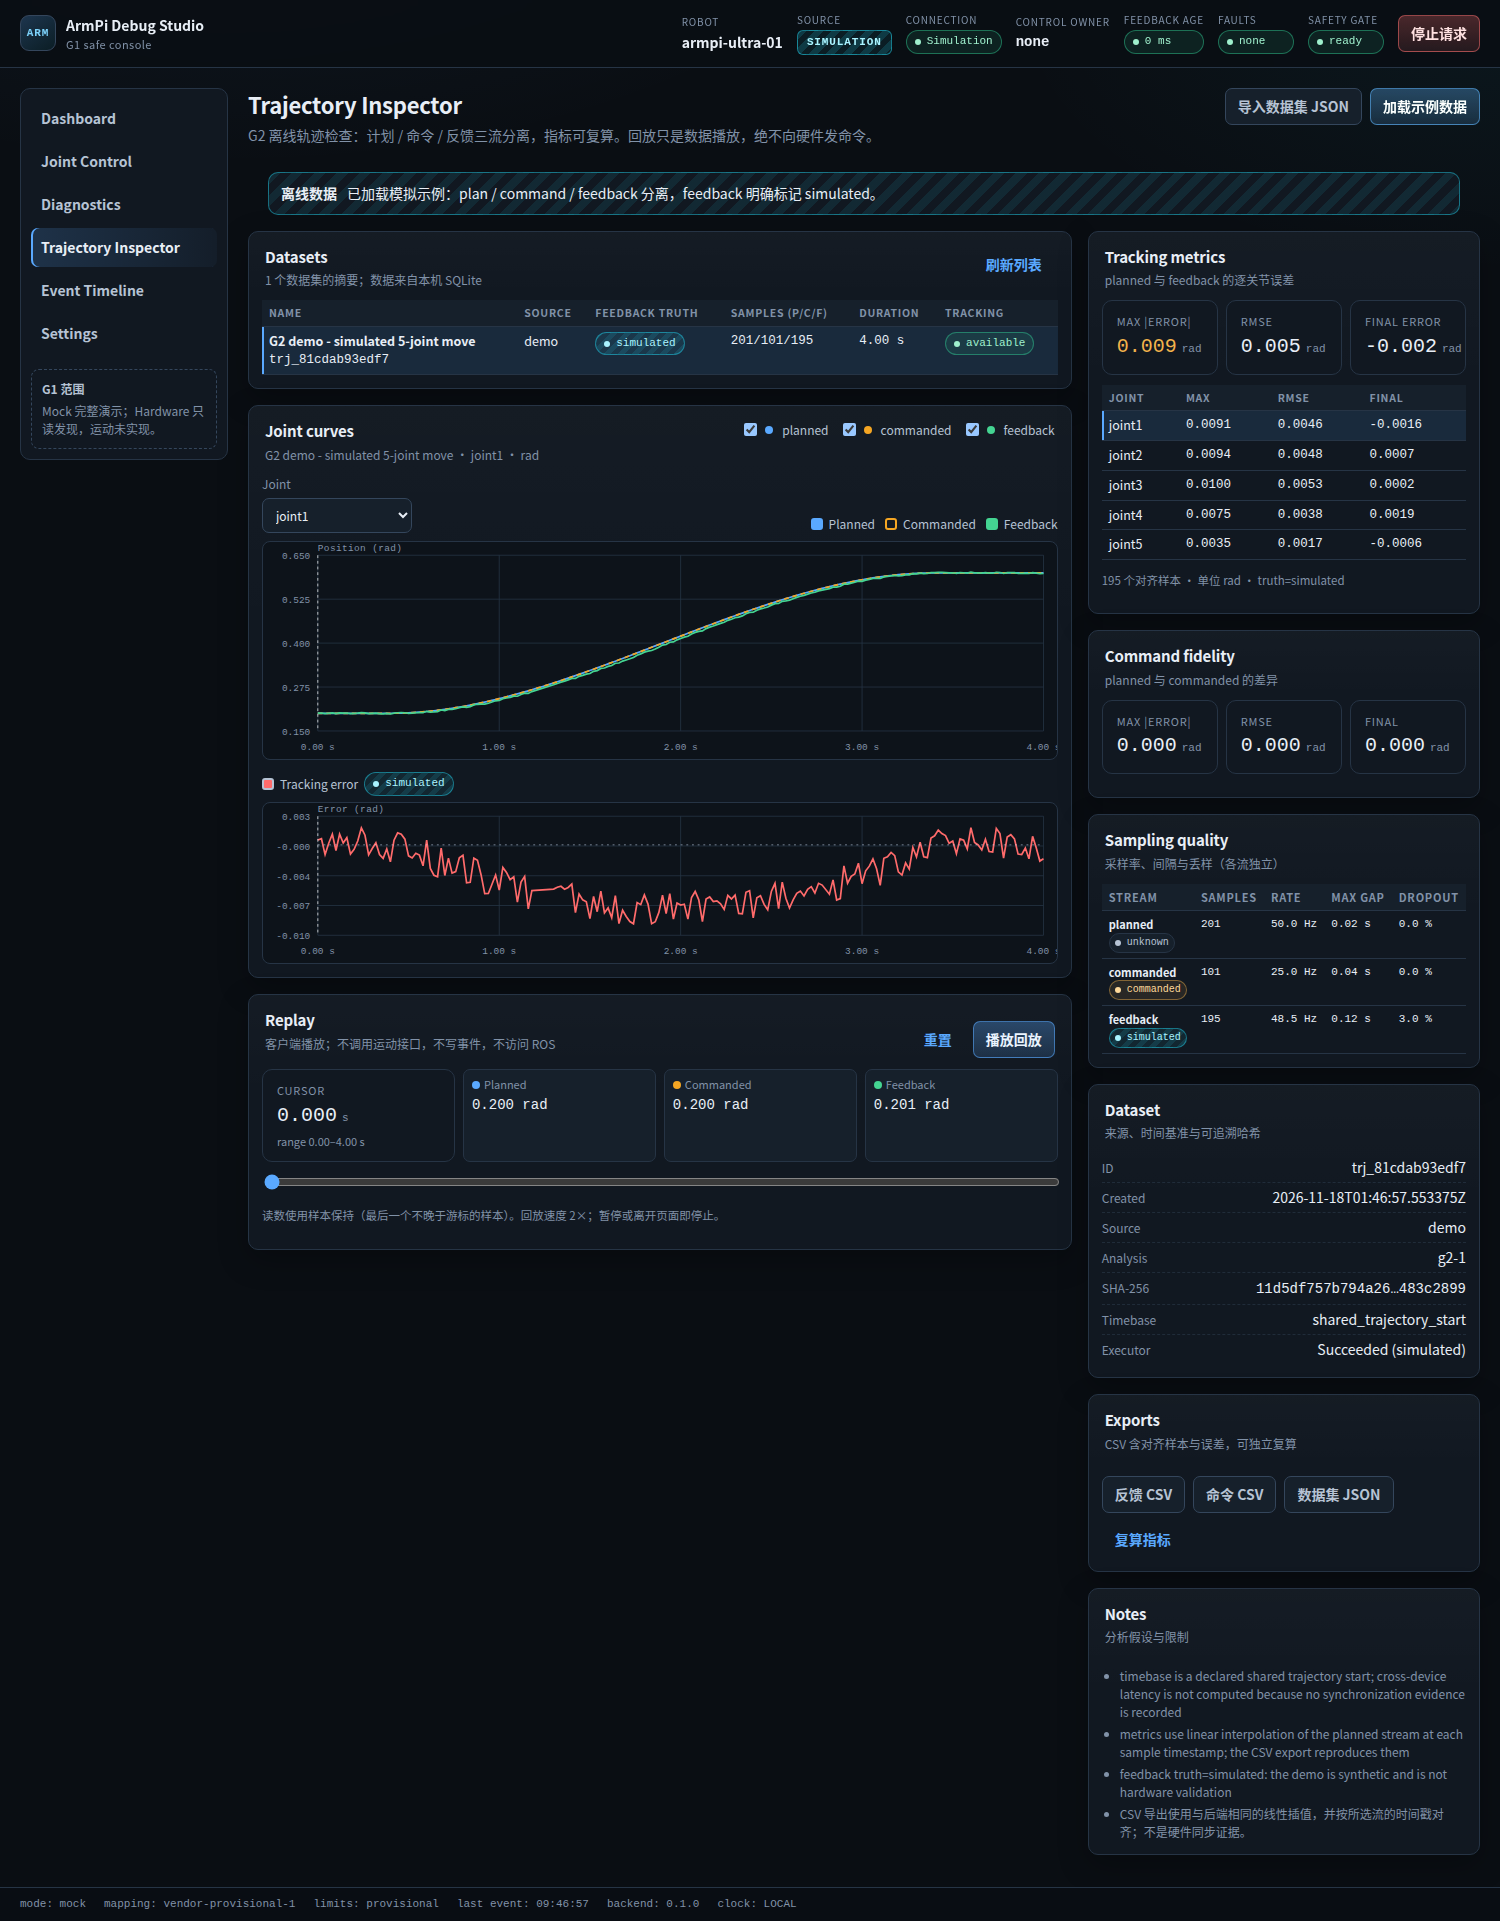 ARM
ArmPi Debug Studio
G1 safe console
ROBOT
armpi-ultra-01
SOURCE
SIMULATION
CONNECTION
Simulation
CONTROL OWNER
none
FEEDBACK AGE
0 ms
FAULTS
none
SAFETY GATE
ready
停止请求
Dashboard
Joint Control
Diagnostics
Trajectory Inspector
Event Timeline
Settings
G1 范围
Mock 完整演示；Hardware 只
读发现，运动未实现。
Trajectory Inspector
G2 离线轨迹检查：计划 / 命令 / 反馈三流分离，指标可复算。回放只是数据播放，绝不向硬件发命令。
导入数据集 JSON
加载示例数据
离线数据 已加载模拟示例：plan / command / feedback 分离，feedback 明确标记 simulated。
Datasets
1 个数据集的摘要；数据来自本机 SQLite
刷新列表
NAME SOURCE FEEDBACK TRUTH SAMPLES (P/C/F) DURATION TRACKING
G2 demo - simulated 5-joint move demo simulated 201/101/195 4.00 s available
trj_81cdab93edf7
Joint curves
planned commanded feedback
G2 demo - simulated 5-joint move • joint1 • rad
Joint
joint1
Planned Commanded Feedback
Position (rad)
0.650
0.525
0.400
0.275
0.150
0.00 s 1.00 s 2.00 s 3.00 s 4.00 s
Tracking error simulated
Error (rad)
0.003
-0.000
-0.004
-0.007
-0.010
0.00 s 1.00 s 2.00 s 3.00 s 4.00 s
Replay
客户端播放；不调用运动接口，不写事件，不访问 ROS
重置
播放回放
CURSOR
0.000 s
range 0.00–4.00 s
Planned
0.200 rad
Commanded
0.200 rad
Feedback
0.201 rad
读数使用样本保持（最后一个不晚于游标的样本）。回放速度 2×；暂停或离开页面即停止。
Tracking metrics
planned 与 feedback 的逐关节误差
MAX |ERROR|
0.009 rad
RMSE
0.005 rad
FINAL ERROR
-0.002 rad
JOINT MAX RMSE FINAL
joint1 0.0091 0.0046 -0.0016
joint2 0.0094 0.0048 0.0007
joint3 0.0100 0.0053 0.0002
joint4 0.0075 0.0038 0.0019
joint5 0.0035 0.0017 -0.0006
195 个对齐样本 • 单位 rad • truth=simulated
Command fidelity
planned 与 commanded 的差异
MAX |ERROR|
0.000 rad
RMSE
0.000 rad
FINAL
0.000 rad
Sampling quality
采样率、间隔与丢样（各流独立）
STREAM SAMPLES RATE MAX GAP DROPOUT
planned 201 50.0 Hz 0.02 s 0.0 %
unknown
commanded 101 25.0 Hz 0.04 s 0.0 %
commanded
feedback 195 48.5 Hz 0.12 s 3.0 %
simulated
Dataset
来源、时间基准与可追溯哈希
ID trj_81cdab93edf7
Created 2026-11-18T01:46:57.553375Z
Source demo
Analysis g2-1
SHA-256 11d5df757b794a26…483c2899
Timebase shared_trajectory_start
Executor Succeeded (simulated)
Exports
CSV 含对齐样本与误差，可独立复算
反馈 CSV
命令 CSV
数据集 JSON
复算指标
Notes
分析假设与限制
timebase is a declared shared trajectory start; cross-device
latency is not computed because no synchronization evidence
is recorded
metrics use linear interpolation of the planned stream at each
sample timestamp; the CSV export reproduces them
feedback truth=simulated: the demo is synthetic and is not
hardware validation
CSV 导出使用与后端相同的线性插值，并按所选流的时间戳对
齐；不是硬件同步证据。
mode: mock mapping: vendor-provisional-1 limits: provisional last event: 09:46:57 backend: 0.1.0 clock: LOCAL